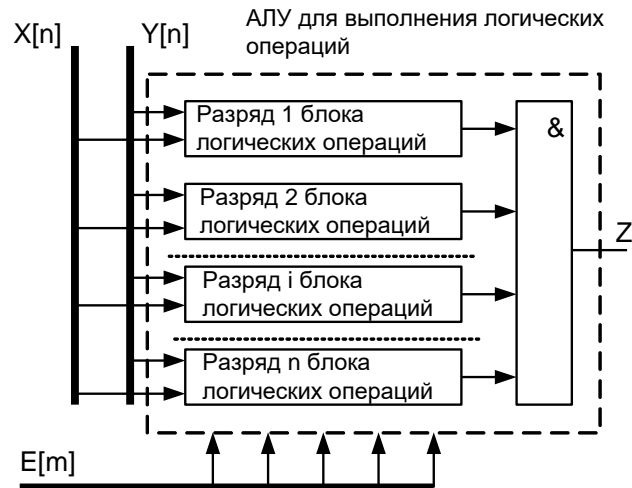 АЛУ для выполнения логических
операций
X[n]
Y[n]
Разряд 1 блока
логических операций
&
Разряд 2 блока
логических операций
Z
Разряд i блока
логических операций
Разряд n блока
логических операций
E[m]